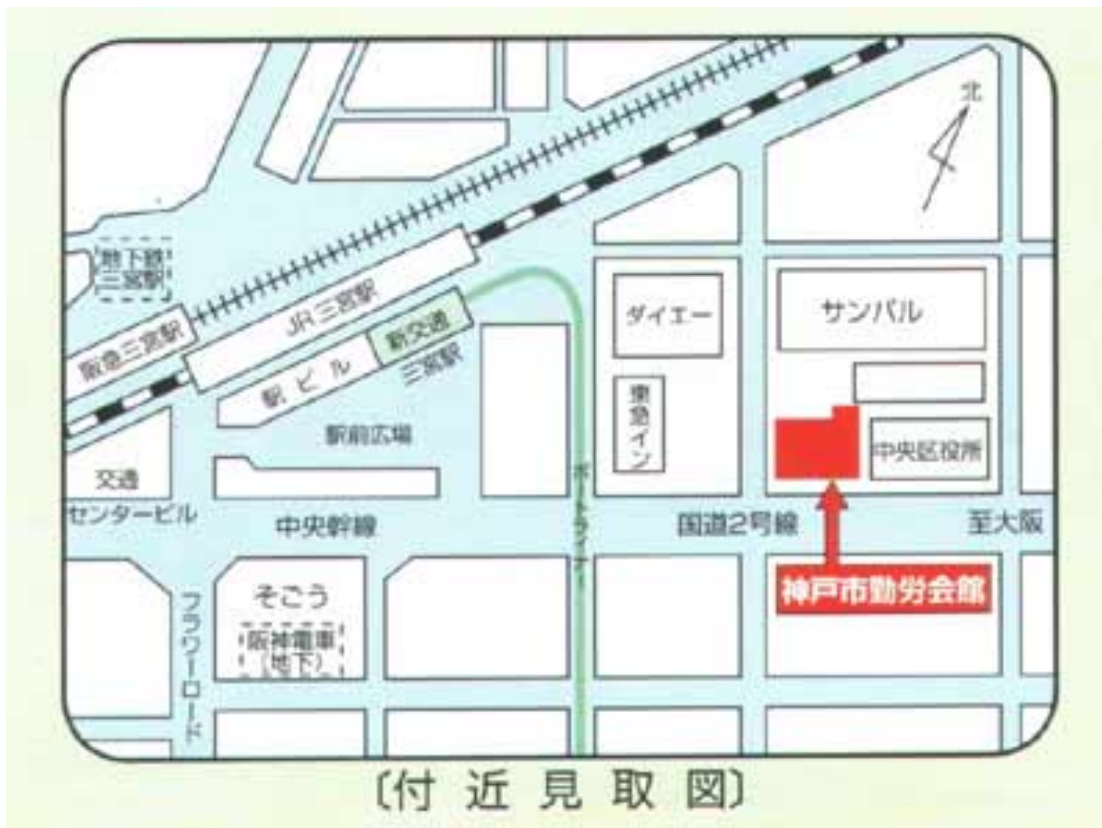 北
地下鉄
三宮駅
阪急三宮駅
JR三宮駅
新交通
三宮駅
駅ビル
駅前広場
ダイエー
サンパル
東急イン
中央区役所
交通
センタービル
中央幹線
国道2号線
至大阪
ポートライナー
神戸市勤労会館
そごう
阪神電車
(地下)
フラワーロード
〔付近見取図〕